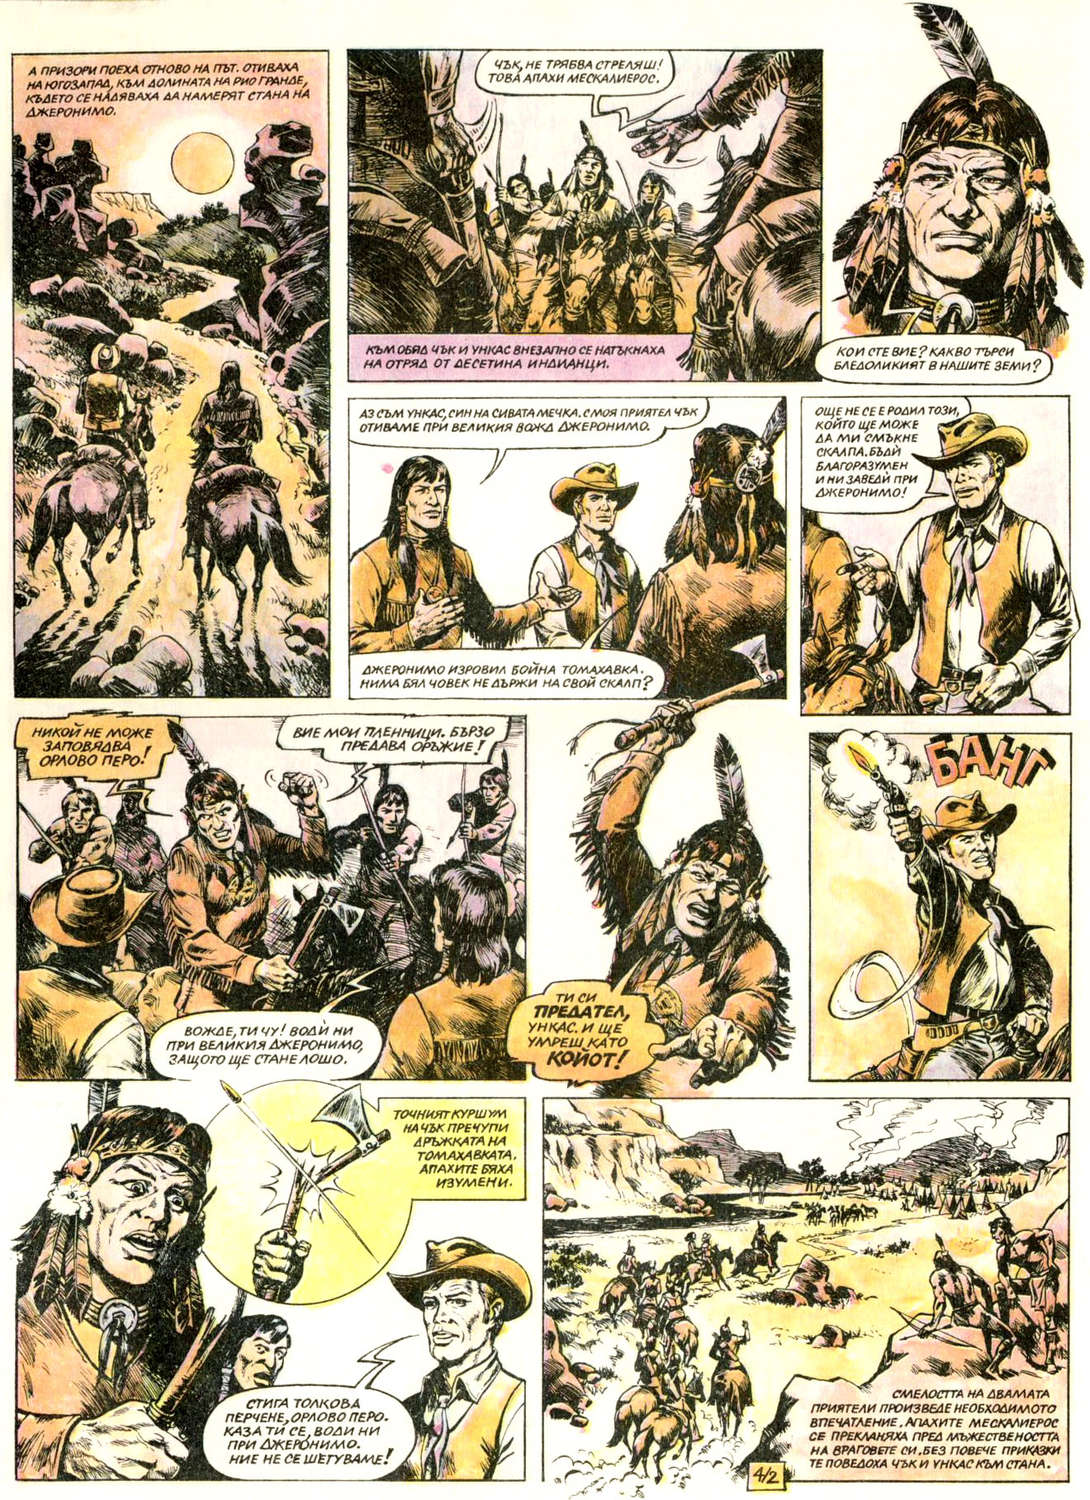 А ПРИЗОРИ ПОЕХА ОТНОВО НА ПЪТ. ОТИВАХА
НА ЮГОЗАПАД, КЪМ ДОЛИНАТА НА РИО ГРАНДЕ,
КЪДЕТО СЕ НАДЯВАХА ДА НАМЕРЯТ СТАНА НА
ДЖЕРОНИМО.
ЧЪК, НЕ ТРЯБВА СТРЕЛЯШ!
ТОВА АПАХИ МЕСКАЛИЕРОС.
КЪМ ОБЯД ЧЪК И УНКАС ВНЕЗАПНО СЕ НАТЪКНАХА
НА ОТРЯД ОТ ДЕСЕТИНА ИНДИАНЦИ.
КОИ СТЕ ВИЕ? КАКВО ТЪРСИ
БЛЕДОЛИКИЯТ В НАШИТЕ ЗЕМИ?
АЗ СЪМ УНКАС, СИН НА СИВАТА МЕЧКА. С МОЯ ПРИЯТЕЛ ЧЪК
ОТИВАМЕ ПРИ ВЕЛИКИЯ ВОЖД ДЖЕРОНИМО.
ДЖЕРОНИМО ИЗРОВИЛ БОЙНА ТОМАХАВКА.
НИМА БЯЛ ЧОВЕК НЕ ДЪРЖИ НА СВОЙ СКАЛП?
ОЩЕ НЕ СЕ Е РОДИЛ ТОЗИ,
КОЙТО ЩЕ МОЖЕ
ДА МИ СМЪКНЕ
СКАЛПА. БЪДИ
БЛАГОРАЗУМЕН
И НИ ЗАВЕДИ ПРИ
ДЖЕРОНИМО!
НИКОЙ НЕ МОЖЕ
ЗАПОВЯДВА
ОРЛОВО ПЕРО!
ВИЕ МОИ ПЛЕННИЦИ. БЪРЗО
ПРЕДАВА ОРЪЖИЕ!
ВОЖДЕ, ТИ ЧУ! ВОДИ НИ
ПРИ ВЕЛИКИЯ ДЖЕРОНИМО,
ЗАЩОТО ЩЕ СТАНЕ ЛОШО.
ТИ СИ
ПРЕДАТЕЛ,
УНКАС. И ЩЕ
УМРЕШ КАТО
КОЙОТ!
БАНГ
ТОЧНИЯТ КУРШУМ
НА ЧЪК ПРЕЧУПИ
ДРЪЖКАТА НА
ТОМАХАВКАТА.
АПАХИТЕ БЯХА
ИЗУМЕНИ.
СТИГА ТОЛКОВА
ПЕРЧЕНЕ, ОРЛОВО ПЕРО.
КАЗА ТИ СЕ, ВОДИ НИ
ПРИ ДЖЕРОНИМО.
НИЕ НЕ СЕ ШЕГУВАМЕ!
СМЕЛОСТТА НА ДВАМАТА
ПРИЯТЕЛИ ПРОИЗВЕДЕ НЕОБХОДИМОТО
ВПЕЧАТЛЕНИЕ. АПАХИТЕ МЕСКАЛИЕРОС
СЕ ПРЕКЛАНЯХА ПРЕД МЪЖЕСТВЕНОСТТА
НА ВРАГОВЕТЕ СИ. БЕЗ ПОВЕЧЕ ПРИКАЗКИ
ТЕ ПОВЕДОХА ЧЪК И УНКАС КЪМ СТАНА.
4/2